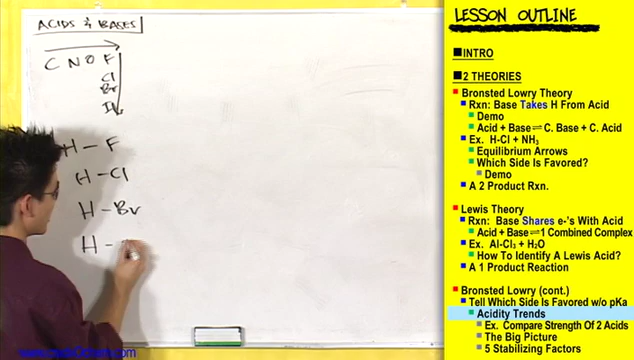 ACIDS & BASES
C N O F
Cl
Br
I
H - F
H - Cl
H - Br
H -
LESSON OUTLINE
INTRO
2 THEORIES
Bronsted Lowry Theory
Rxn: Base Takes H From Acid
Demo
Acid + Base ⇌ C. Base + C. Acid
Ex. H-Cl + NH₃
Equilibrium Arrows
Which Side Is Favored?
Demo
A 2 Product Rxn.
Lewis Theory
Rxn: Base Shares e-'s With Acid
Acid + Base ⇌ 1 Combined Complex
Ex. Al-Cl₃ + H₂O
How To Identify A Lewis Acid?
A 1 Product Reaction
Bronsted Lowry (cont.)
Tell Which Side Is Favored w/o pKa
Acidity Trends
Ex. Compare Strength Of 2 Acids
The Big Picture
5 Stabilizing Factors